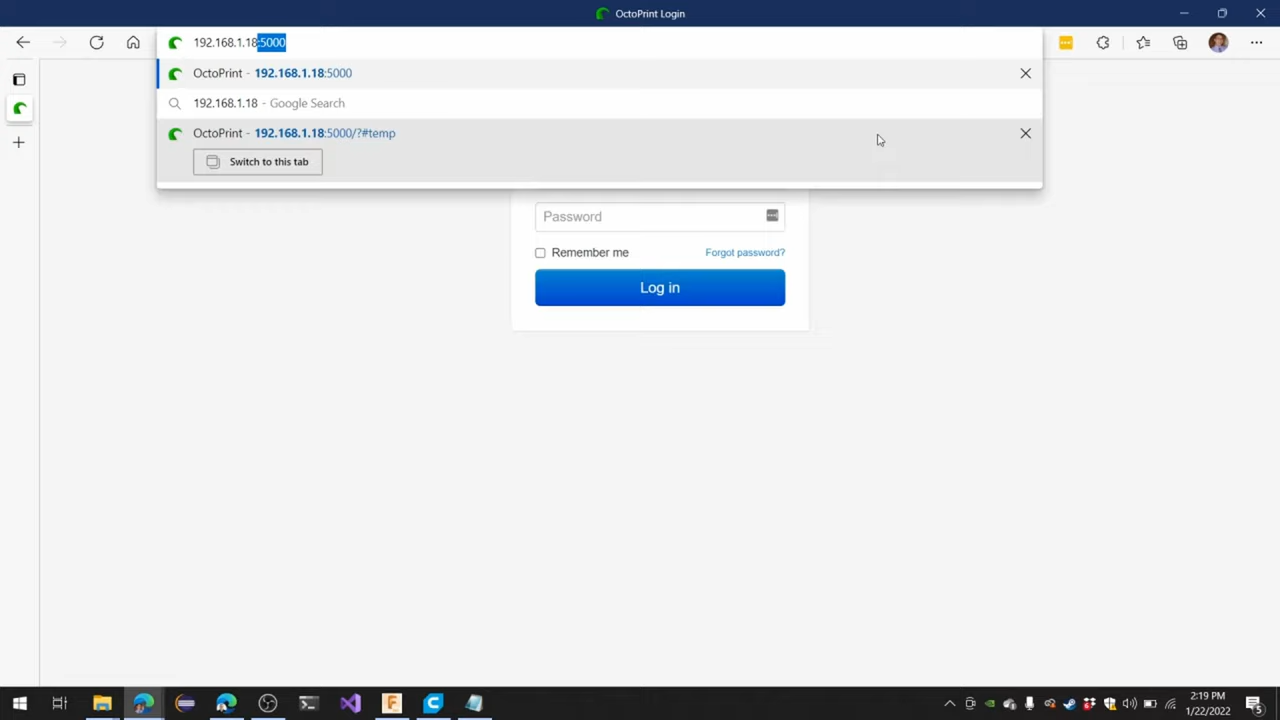 OctoPrint Login
192.168.1.18:5000
OctoPrint - 192.168.1.18:5000
192.168.1.18 - Google Search
OctoPrint - 192.168.1.18:5000/?#temp
Switch to this tab
Password
Remember me
Forgot password?
Log in
2:19 PM
1/22/2022
5